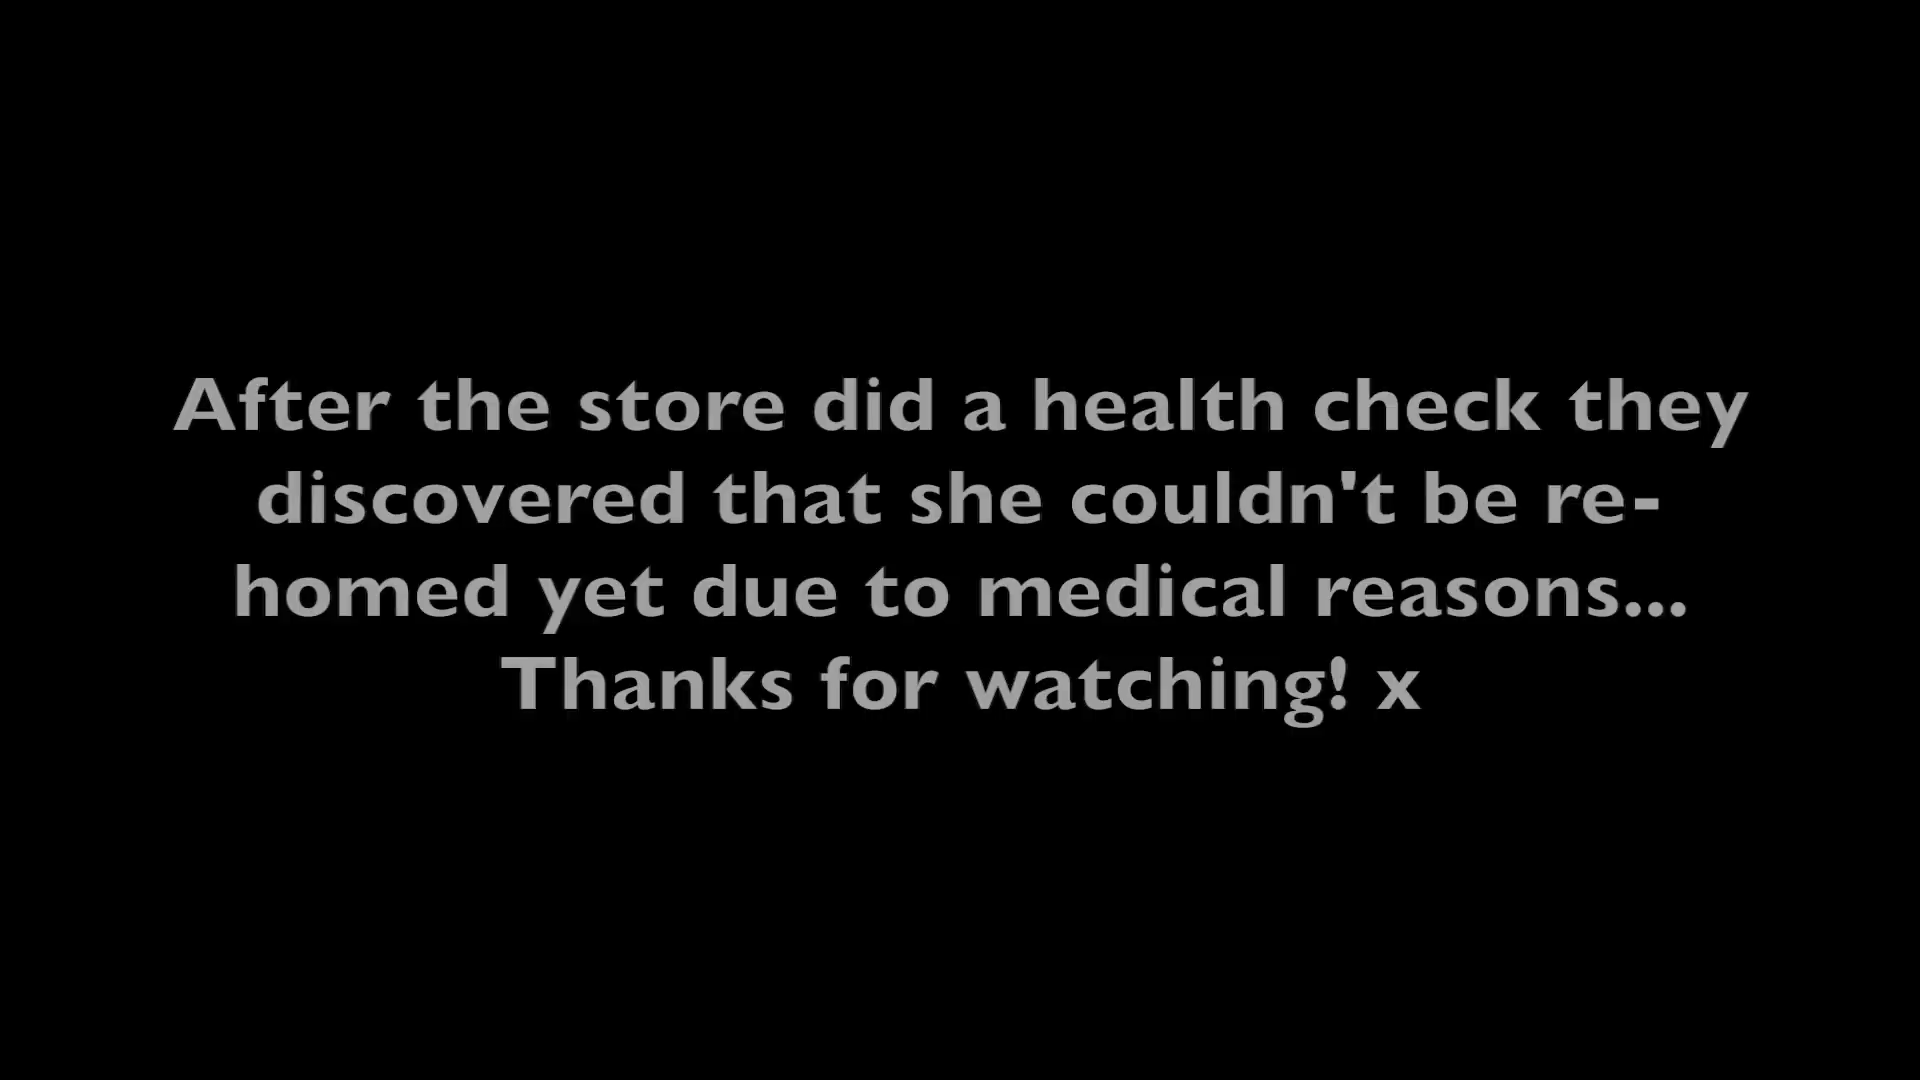 After the store did a health check they
discovered that she couldn't be re-
homed yet due to medical reasons...
Thanks for watching! x